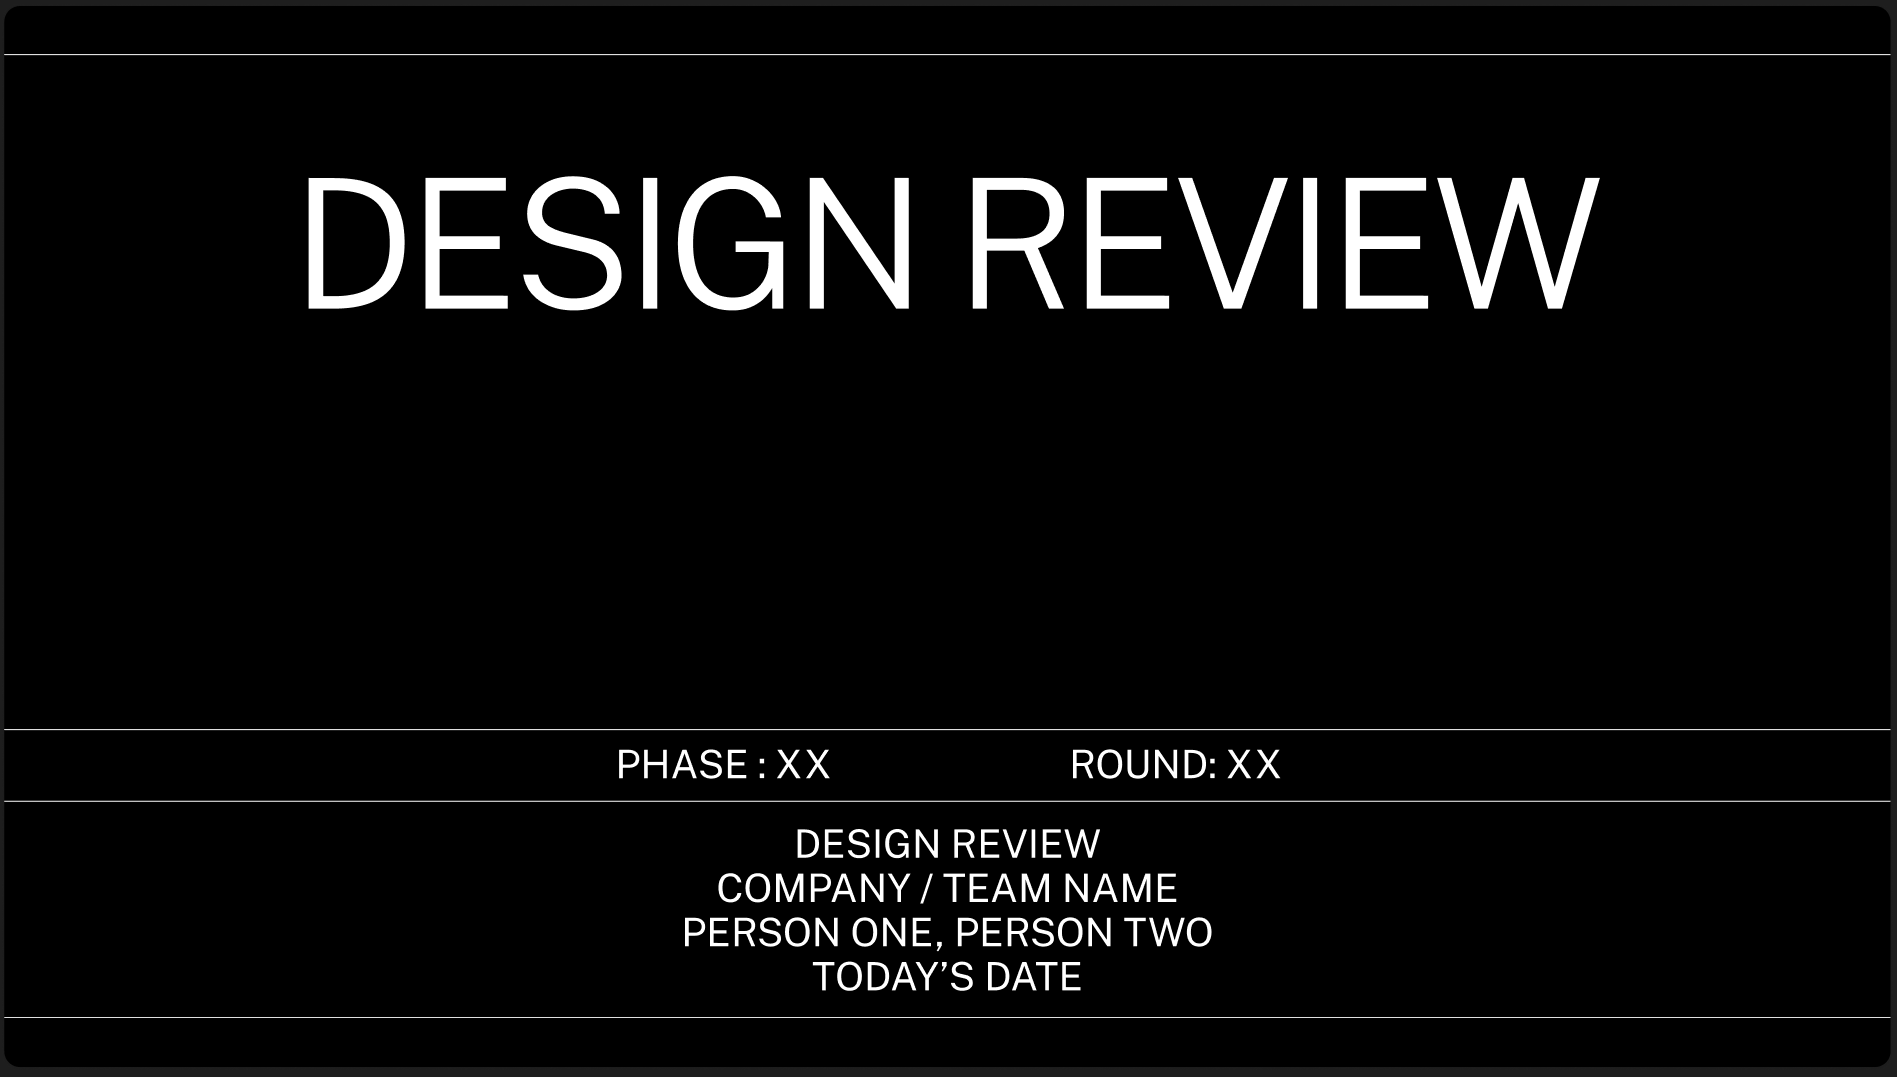 DESIGN REVIEW
PHASE : XX ROUND: XX
DESIGN REVIEW
COMPANY / TEAM NAME
PERSON ONE, PERSON TWO
TODAY’S DATE